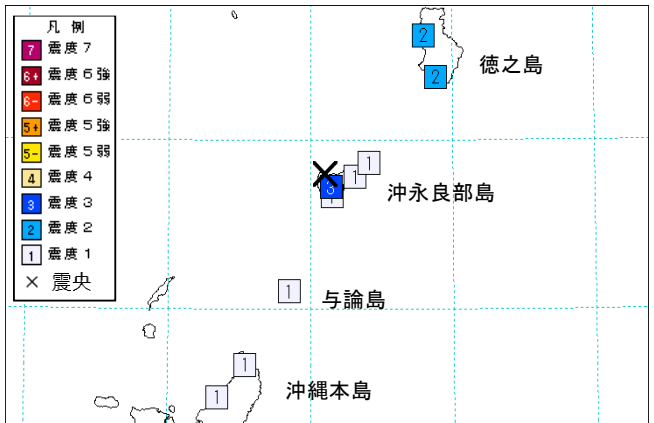 凡 例
7 震度7
6+ 震度6強
6- 震度6弱
5+ 震度5強
5- 震度5弱
4 震度4
3 震度3
2 震度2
1 震度1
× 震央
2
2
徳之島
1
1
3
1
沖永良部島
1
与論島
1
1
沖縄本島